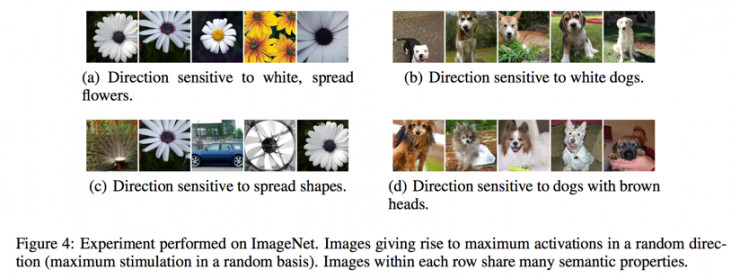 (a) Direction sensitive to white, spread
flowers.
(b) Direction sensitive to white dogs.
(c) Direction sensitive to spread shapes.
(d) Direction sensitive to dogs with brown
heads.
Figure 4: Experiment performed on ImageNet. Images giving rise to maximum activations in a random direc-
tion (maximum stimulation in a random basis). Images within each row share many semantic properties.